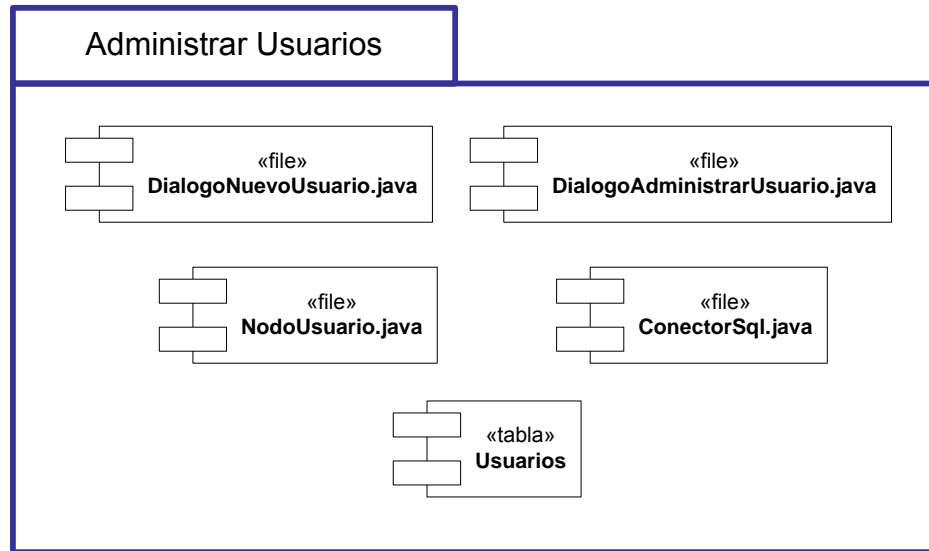 Administrar Usuarios
«file»
DialogoNuevoUsuario.java
«file»
DialogoAdministrarUsuario.java
«file»
NodoUsuario.java
«file»
ConectorSql.java
«tabla»
Usuarios